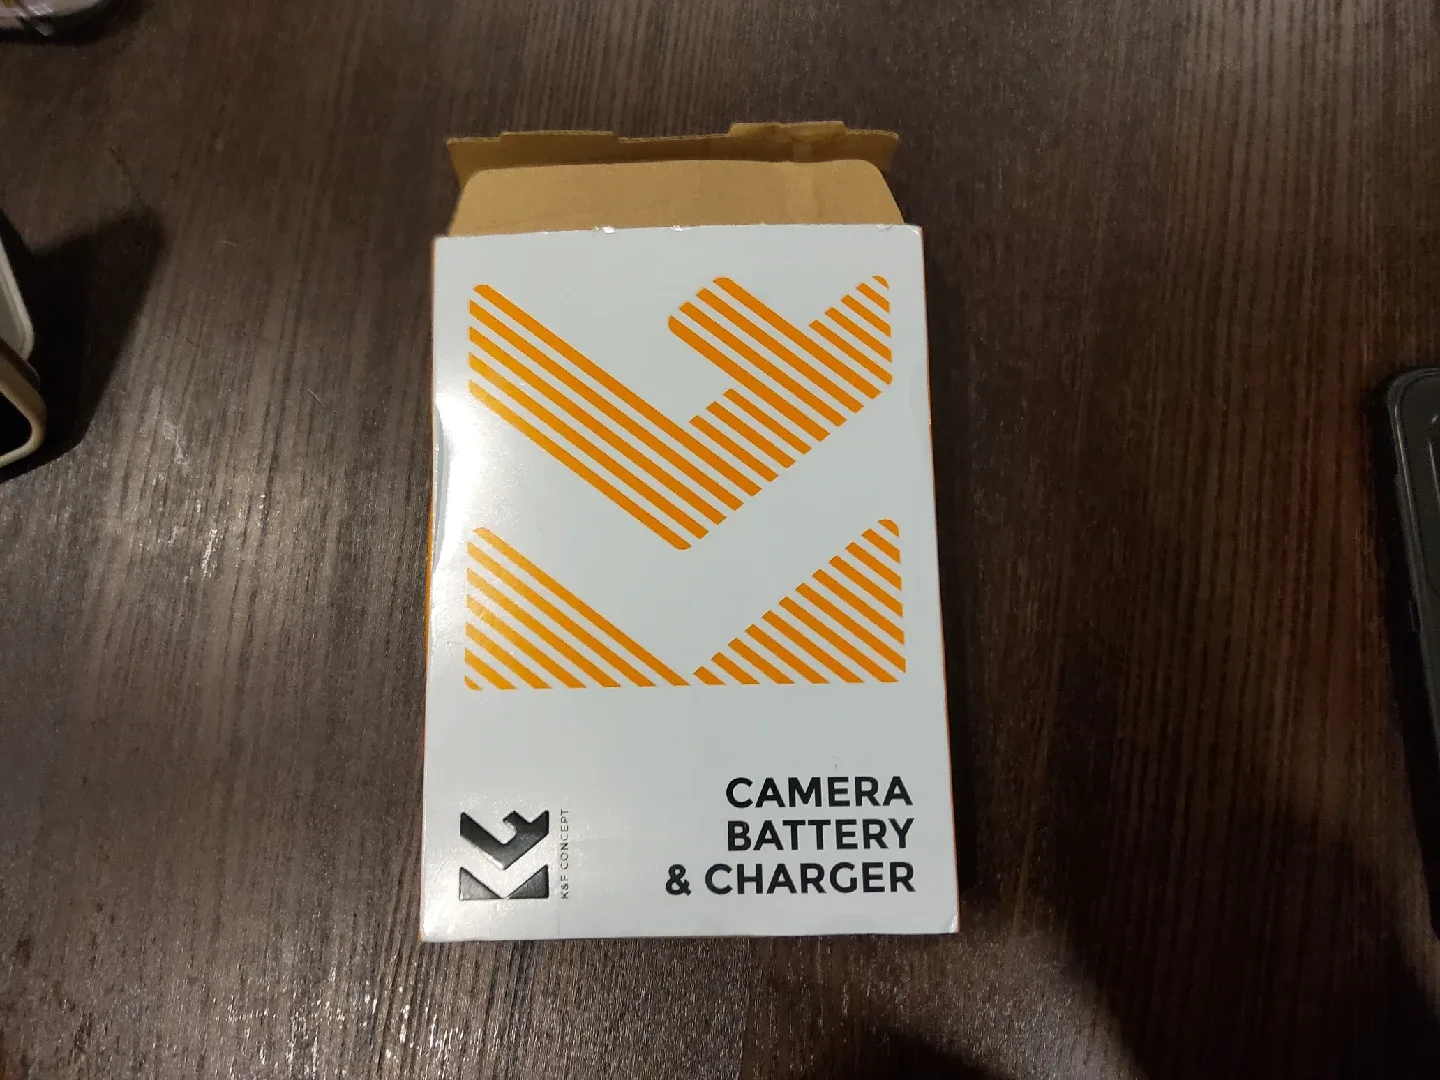 CAMERA
BATTERY
& CHARGER
K&F CONCEPT